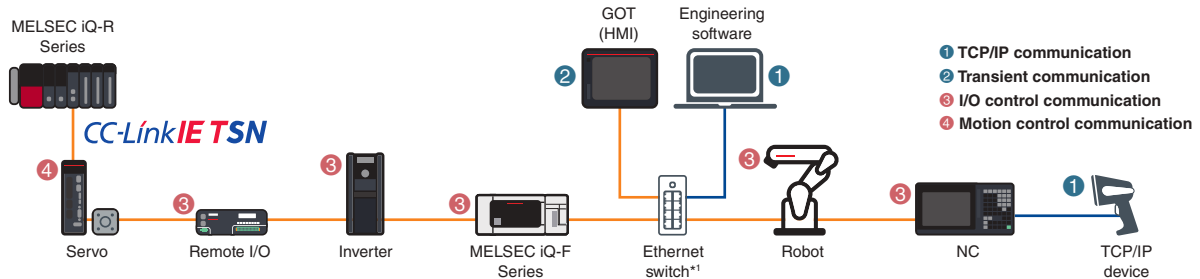 MELSEC iQ-R
Series
CC-Link IE TSN
GOT
(HMI)
Engineering
software
2
1
1 TCP/IP communication
2 Transient communication
3 I/O control communication
4 Motion control communication
4
3
3
3
3
3
1
Servo
Remote I/O
Inverter
MELSEC iQ-F
Series
Ethernet
switch*1
Robot
NC
TCP/IP
device